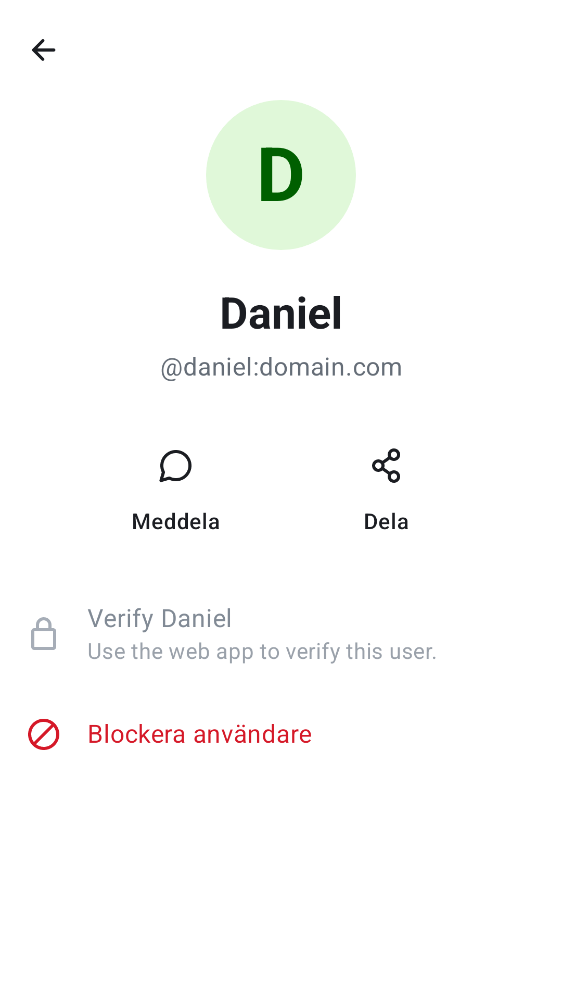 D
Daniel
@daniel:domain.com
Meddela
Dela
Verify Daniel
Use the web app to verify this user.
Blockera användare